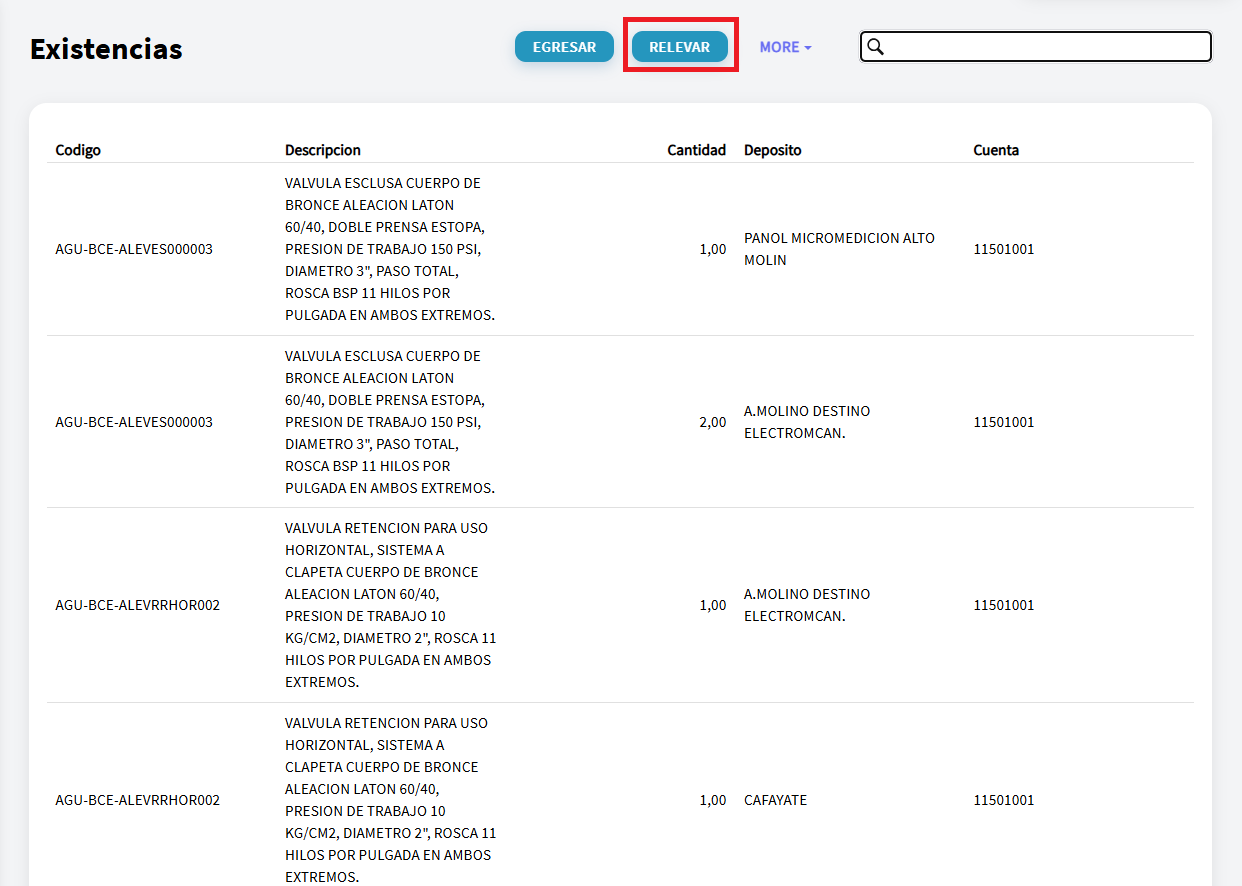 Existencias
EGRESAR
RELEVAR
MORE
Codigo
Descripcion
Cantidad
Deposito
Cuenta
AGU-BCE-ALEVES000003
VALVULA ESCLUSA CUERPO DE
BRONCE ALEACION LATON
60/40, DOBLE PRENSA ESTOPA,
PRESION DE TRABAJO 150 PSI,
DIAMETRO 3", PASO TOTAL,
ROSCA BSP 11 HILOS POR
PULGADA EN AMBOS EXTREMOS.
1,00
PANOL MICROMEDICION ALTO
MOLIN
11501001
AGU-BCE-ALEVES000003
VALVULA ESCLUSA CUERPO DE
BRONCE ALEACION LATON
60/40, DOBLE PRENSA ESTOPA,
PRESION DE TRABAJO 150 PSI,
DIAMETRO 3", PASO TOTAL,
ROSCA BSP 11 HILOS POR
PULGADA EN AMBOS EXTREMOS.
2,00
A.MOLINO DESTINO
ELECTROMCAN.
11501001
AGU-BCE-ALEVRRHOR002
VALVULA RETENCION PARA USO
HORIZONTAL, SISTEMA A
CLAPETA CUERPO DE BRONCE
ALEACION LATON 60/40,
PRESION DE TRABAJO 10
KG/CM2, DIAMETRO 2", ROSCA 11
HILOS POR PULGADA EN AMBOS
EXTREMOS.
1,00
A.MOLINO DESTINO
ELECTROMCAN.
11501001
AGU-BCE-ALEVRRHOR002
VALVULA RETENCION PARA USO
HORIZONTAL, SISTEMA A
CLAPETA CUERPO DE BRONCE
ALEACION LATON 60/40,
PRESION DE TRABAJO 10
KG/CM2, DIAMETRO 2", ROSCA 11
HILOS POR PULGADA EN AMBOS
EXTREMOS.
1,00
CAFAYATE
11501001